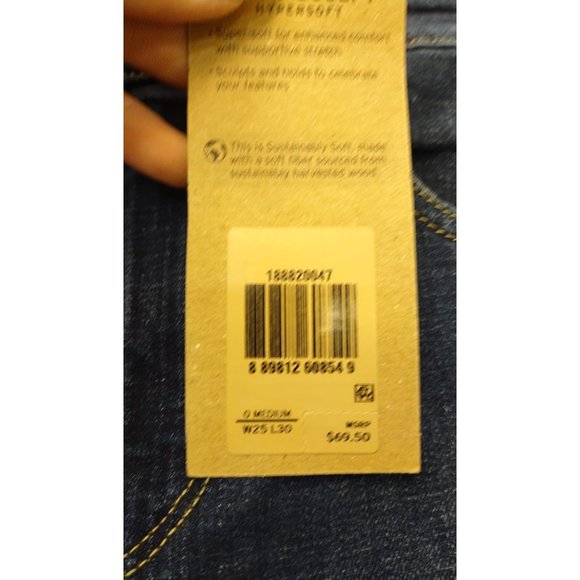 HYPERSOFT
• Super soft for enhanced comfort
with supportive stretch
• Sculpts and holds to celebrate
your features
This is Sustainably Soft, made
with a soft fiber sourced from
sustainably harvested wood.
188820047
8 89812 60854 9
0 MEDIUM
W25 L30
MSRP
$69.50